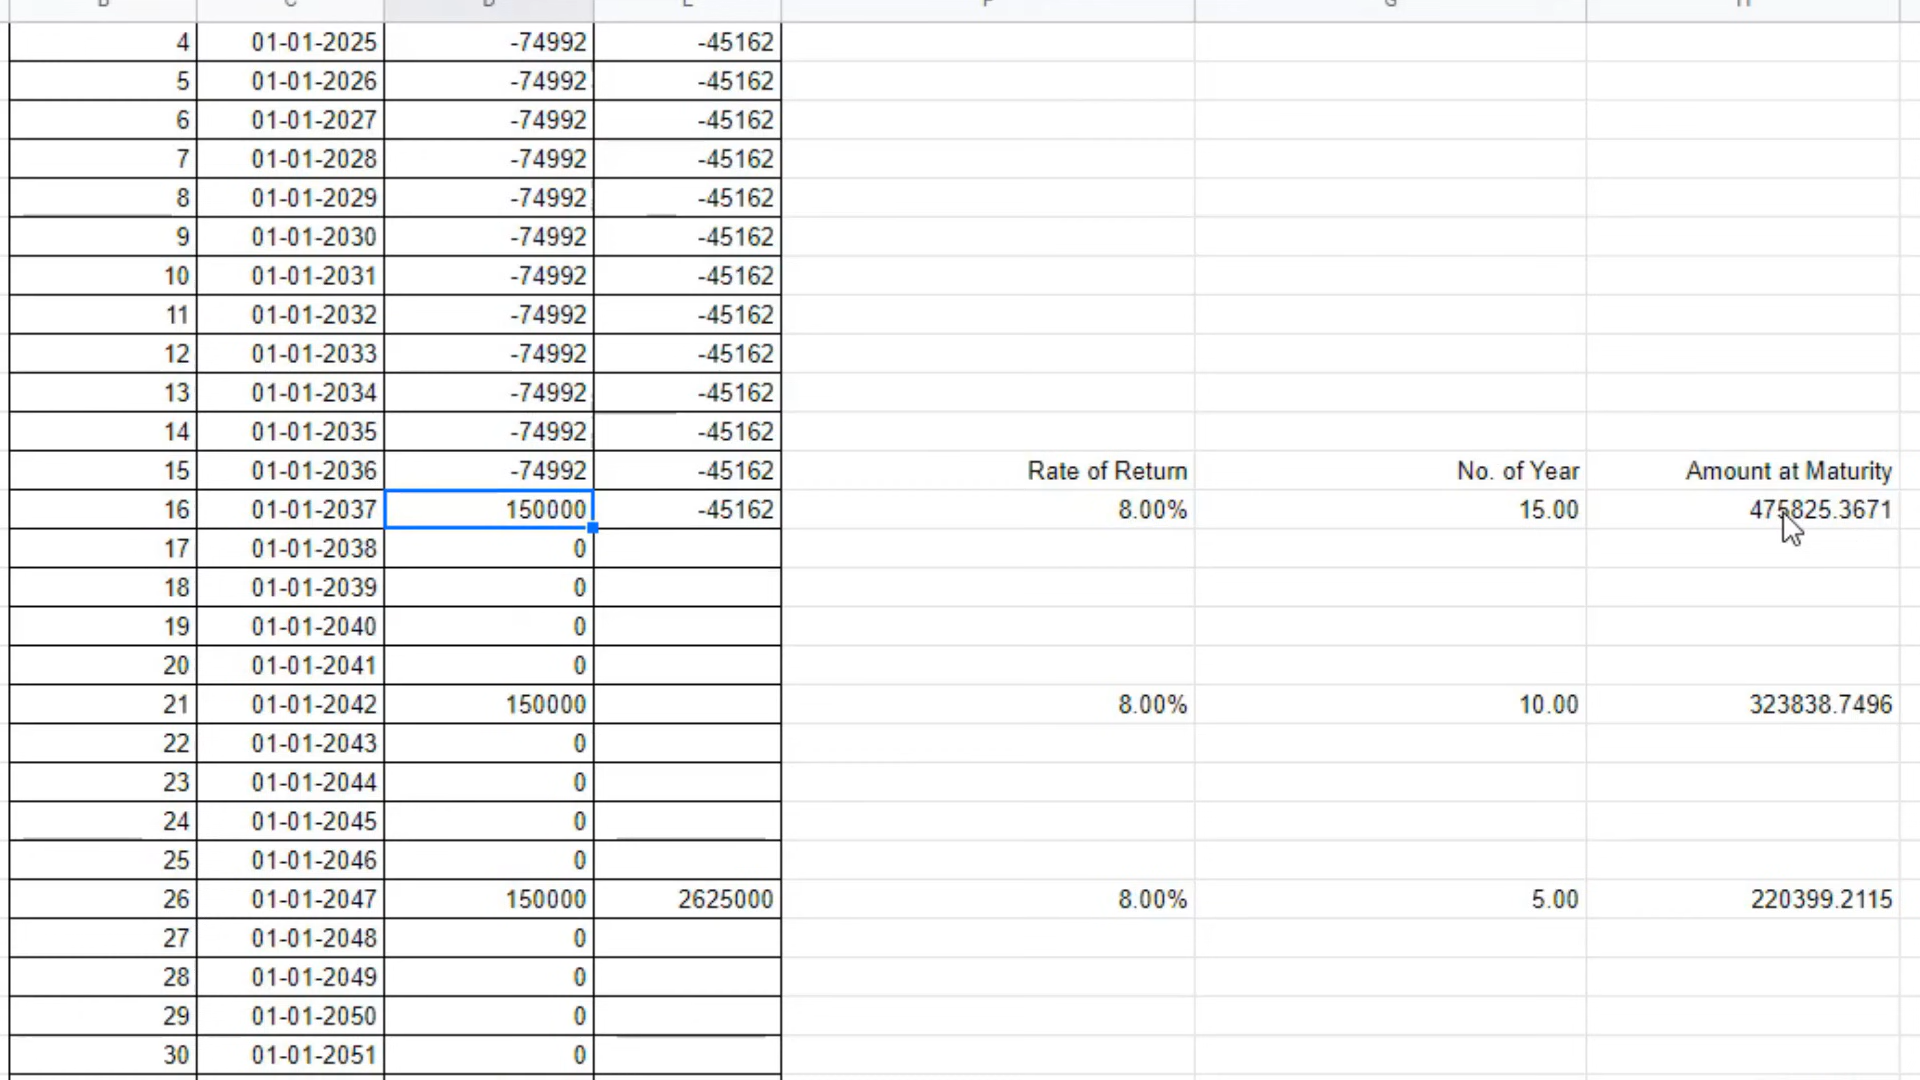 4 01-01-2025 -74992 -45162
5 01-01-2026 -74992 -45162
6 01-01-2027 -74992 -45162
7 01-01-2028 -74992 -45162
8 01-01-2029 -74992 -45162
9 01-01-2030 -74992 -45162
10 01-01-2031 -74992 -45162
11 01-01-2032 -74992 -45162
12 01-01-2033 -74992 -45162
13 01-01-2034 -74992 -45162
14 01-01-2035 -74992 -45162
15 01-01-2036 -74992 -45162 Rate of Return No. of Year Amount at Maturity
16 01-01-2037 150000 -45162 8.00% 15.00 475825.3671
17 01-01-2038 0
18 01-01-2039 0
19 01-01-2040 0
20 01-01-2041 0
21 01-01-2042 150000 8.00% 10.00 323838.7496
22 01-01-2043 0
23 01-01-2044 0
24 01-01-2045 0
25 01-01-2046 0
26 01-01-2047 150000 2625000 8.00% 5.00 220399.2115
27 01-01-2048 0
28 01-01-2049 0
29 01-01-2050 0
30 01-01-2051 0